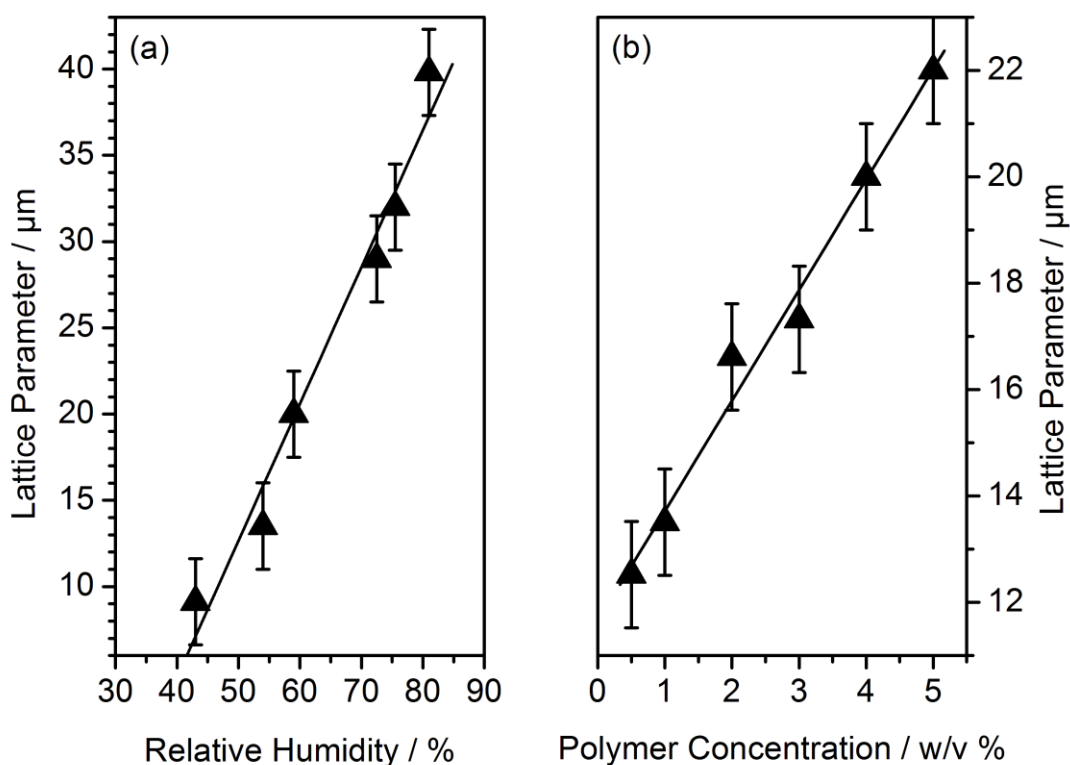 (a)
40
35
30
25
20
15
10
Lattice Parameter / µm
30 40 50 60 70 80 90
Relative Humidity / %
(b)
22
20
18
16
14
12
Lattice Parameter / µm
0 1 2 3 4 5
Polymer Concentration / w/v %